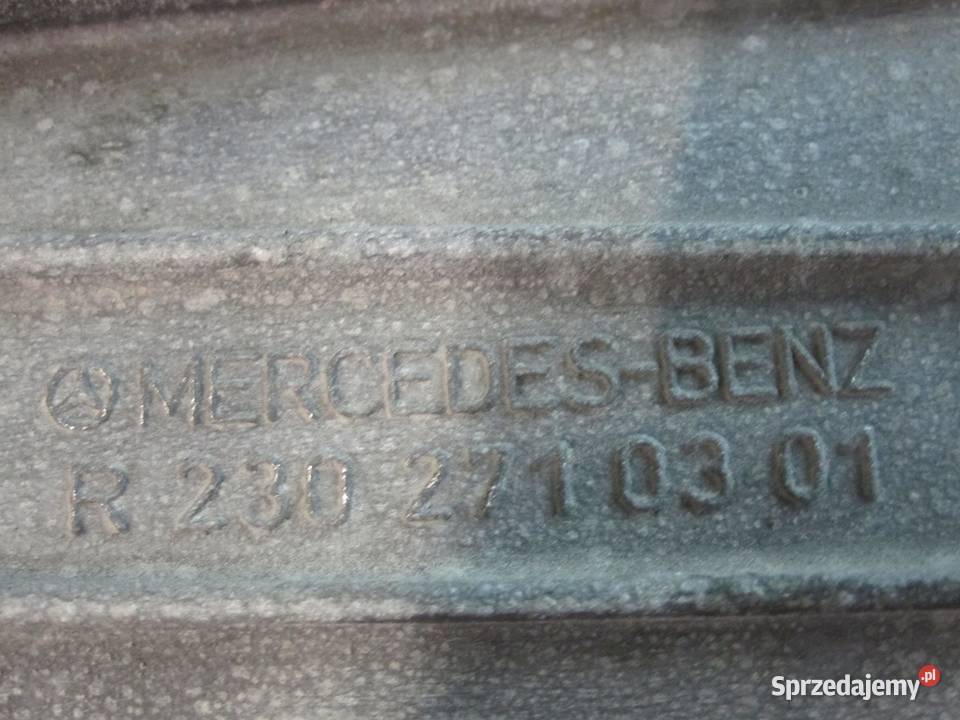 MERCEDES-BENZ
R 230 271 03 01
Sprzedajemy.pl